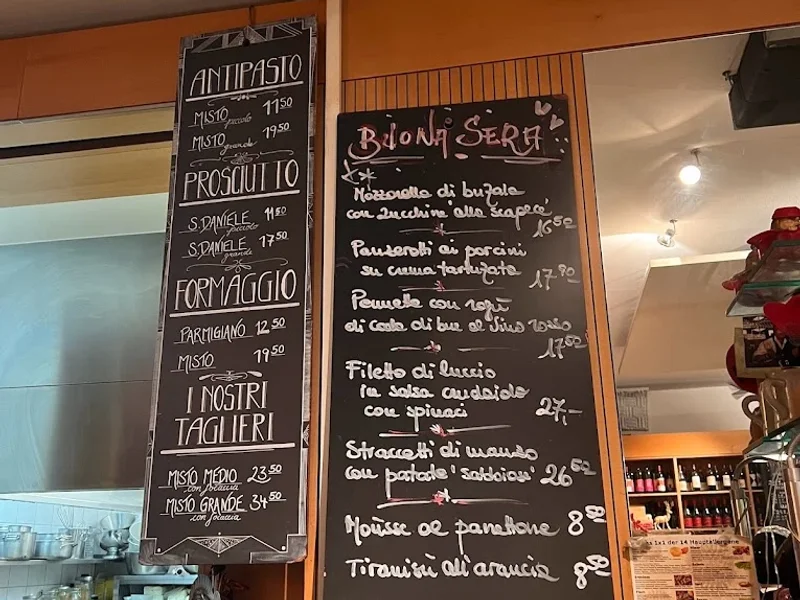 ANTIPASTO
MISTO piccolo 11 50
MISTO grande 19 50
PROSCIUTTO
S. DANIELE piccolo 11 50
S. DANIELE grande 17 50
FORMAGGIO
PARMIGIANO 12 50
MISTO 19 50
I NOSTRI
TAGLIERI
MISTO MEDIO 23 50
con focaccia
MISTO GRANDE 34 50
con focaccia
BUONA SERA
Mozzarella di bufala
con zucchine 'alla scapece'
16 50
Panzerotti ai porcini
su crema tartufata 17 80
Pennette con ragù
di coda di bue al vino rosso
17 50
Filetto di luccio
in salsa
con spinaci 27,-
Straccetti di manzo
con patate 'sabbiose' 26 50
Mousse al panettone 8 50
Tiramisù all'arancia 8 50
1x1 der 14 Hauptallergene